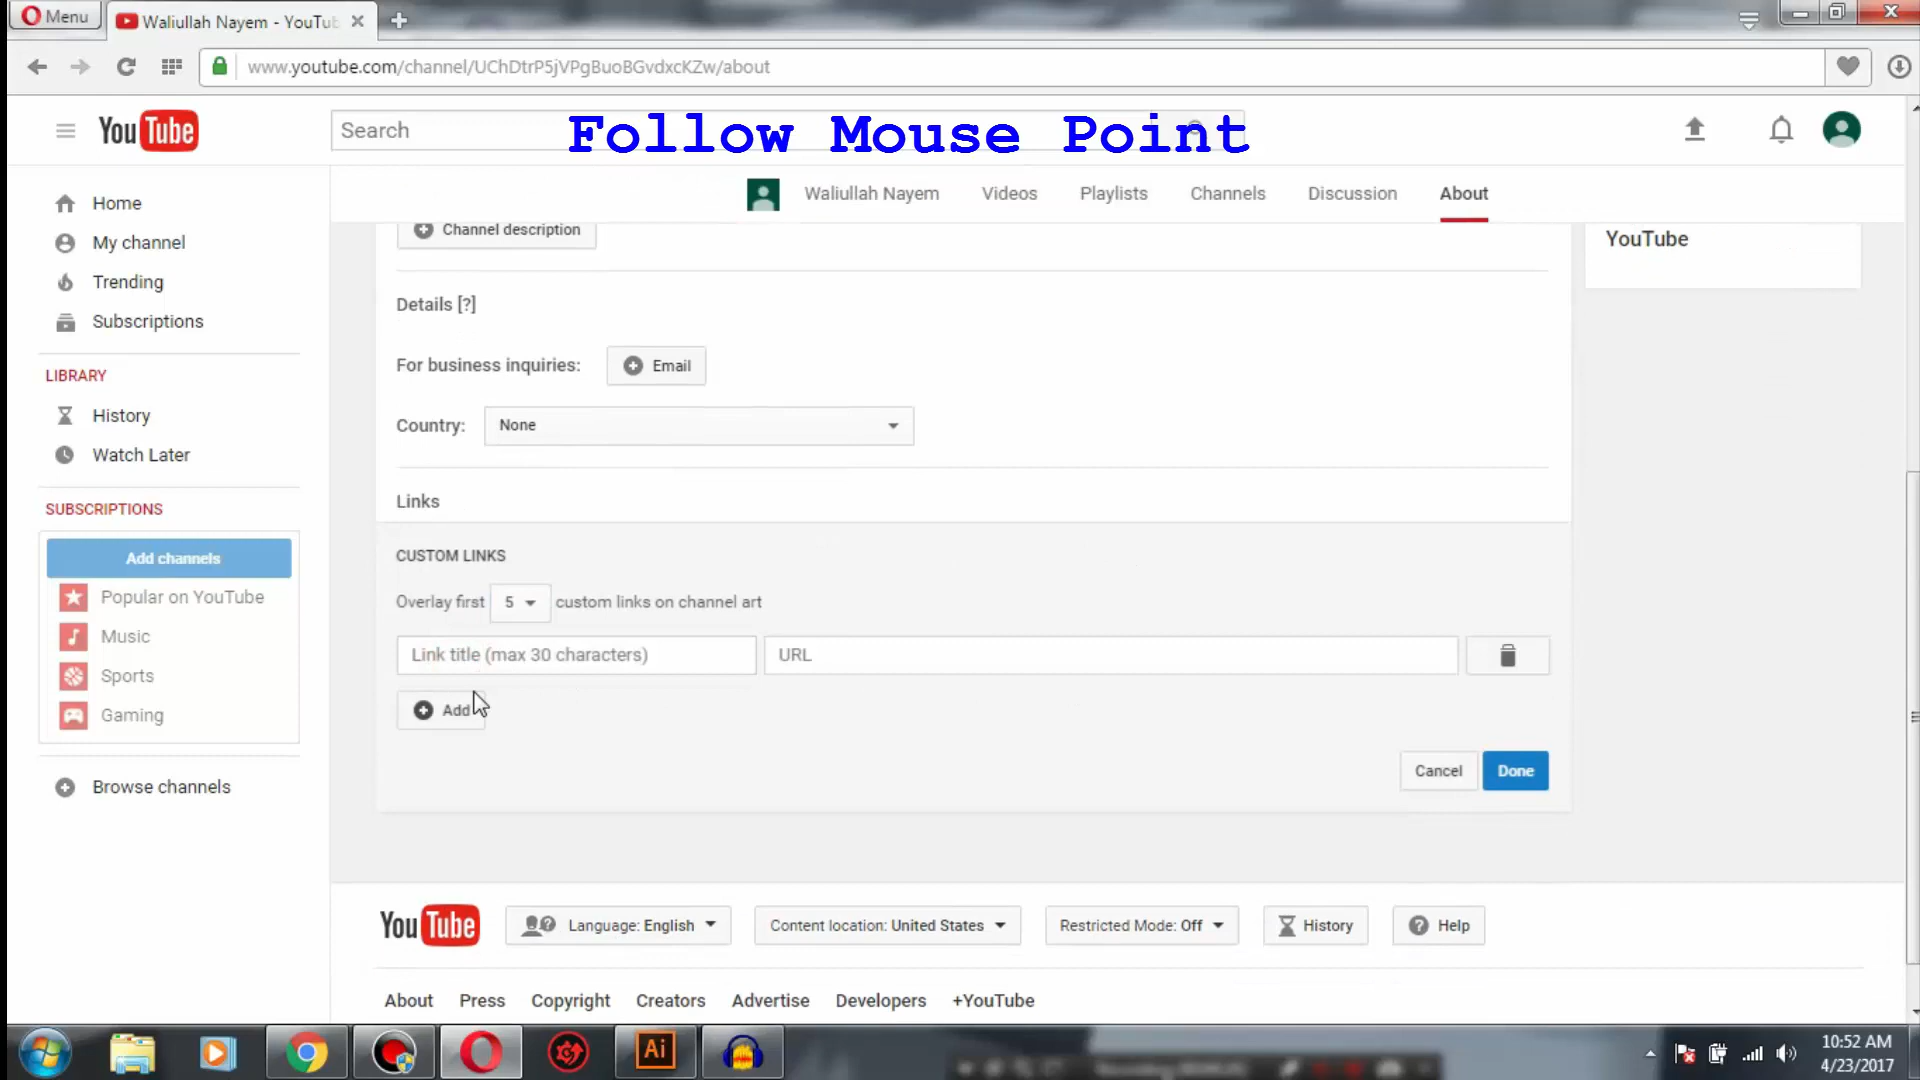 Menu
Waliullah Nayem - YouTub
www.youtube.com/channel/UChDtrP5jVPgBuoBGvdxcKZw/about
YouTube
Search
Follow Mouse Point
Waliullah Nayem
Videos
Playlists
Channels
Discussion
About
Home
My channel
Trending
Subscriptions
LIBRARY
History
Watch Later
SUBSCRIPTIONS
Add channels
Popular on YouTube
Music
Sports
Gaming
Browse channels
Channel description
YouTube
Details [?]
For business inquiries:
Email
Country:
None
Links
CUSTOM LINKS
Overlay first 5 custom links on channel art
Link title (max 30 characters)
URL
Add
Cancel
Done
YouTube
Language: English
Content location: United States
Restricted Mode: Off
History
Help
About
Press
Copyright
Creators
Advertise
Developers
+YouTube
Ai
10:52 AM
4/23/2017